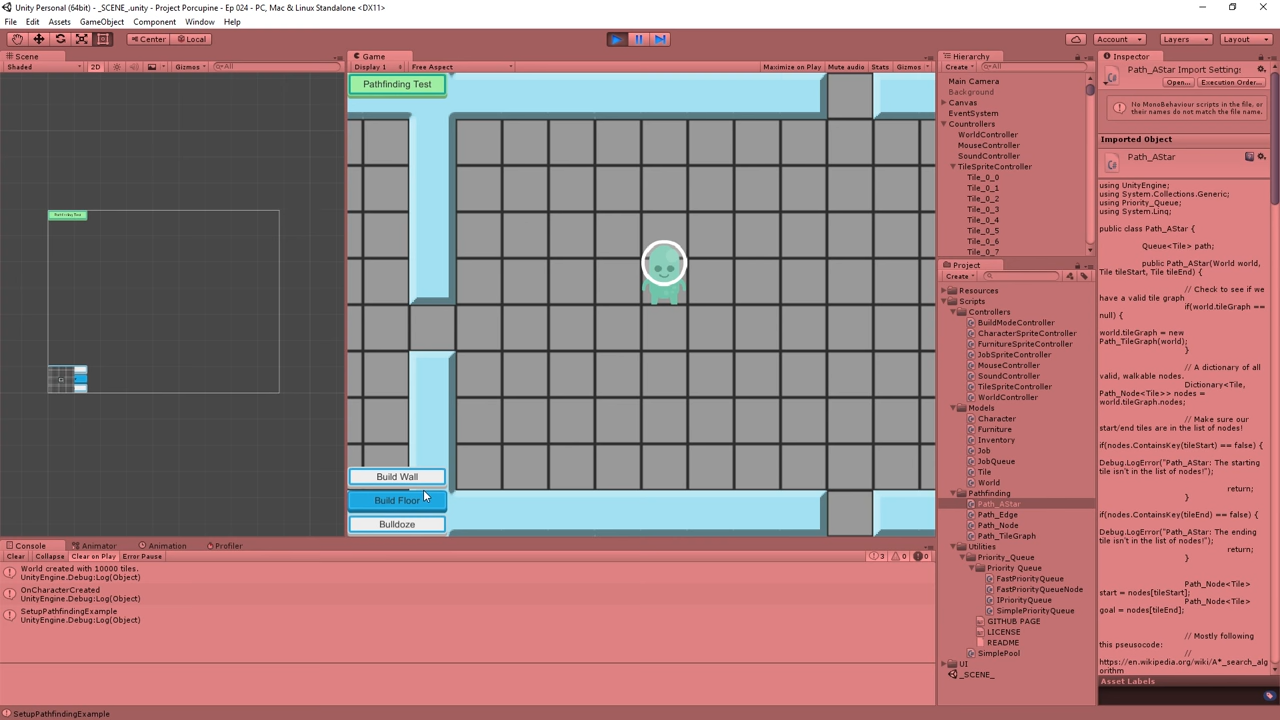 Unity Personal (64bit) - _SCENE_.unity - Project Porcupine - Ep 024 - PC, Mac & Linux Standalone <DX11>
File Edit Assets GameObject Component Window Help
Center Local
Account Layers Layout
Scene
Shaded 2D Gizmos All
Game
Display 1 Free Aspect Maximize on Play Mute audio Stats Gizmos
Pathfinding Test
Pathfinding Test
Build Wall
Build Floor
Bulldoze
Hierarchy
Create All
Main Camera
Background
Canvas
EventSystem
Countrollers
WorldController
MouseController
SoundController
TileSpriteController
Tile_0_0
Tile_0_1
Tile_0_2
Tile_0_3
Tile_0_4
Tile_0_5
Tile_0_6
Tile_0_7
Project
Create
Resources
Scripts
Controllers
BuildModeController
CharacterSpriteController
FurnitureSpriteController
JobSpriteController
MouseController
SoundController
TileSpriteController
WorldController
Models
Character
Furniture
Inventory
Job
JobQueue
Tile
World
Pathfinding
Path_AStar
Path_Edge
Path_Node
Path_TileGraph
Utilities
Priority_Queue
Priority Queue
FastPriorityQueue
FastPriorityQueueNode
IPriorityQueue
SimplePriorityQueue
GITHUB PAGE
LICENSE
README
SimplePool
UI
_SCENE_
Inspector
Path_AStar Import Setting:
Open... Execution Order...
No MonoBehaviour scripts in the file, or
their names do not match the file name.
Imported Object
Path_AStar
using UnityEngine;
using System.Collections.Generic;
using Priority_Queue;
using System.Linq;
public class Path_AStar {
Queue<Tile> path;
public Path_AStar(World world,
Tile tileStart, Tile tileEnd) {
// Check to see if
we have a valid tile graph
if(world.tileGraph ==
null) {
world.tileGraph = new
Path_TileGraph(world);
}
// A dictionary of all
valid, walkable nodes.
Dictionary<Tile,
Path_Node<Tile>> nodes =
world.tileGraph.nodes;
// Make sure our
start/end tiles are in the list of nodes!
if(nodes.ContainsKey(tileStart) == false) {
Debug.LogError("Path_AStar: The starting
tile isn't in the list of nodes!");
return;
}
if(nodes.ContainsKey(tileEnd) == false) {
Debug.LogError("Path_AStar: The ending
tile isn't in the list of nodes!");
return;
}
Path_Node<Tile>
start = nodes[tileStart];
Path_Node<Tile>
goal = nodes[tileEnd];
// Mostly following
this pseusocode:
//
https://en.wikipedia.org/wiki/A*_search_alg
orithm
Asset Labels
Console Animator Animation Profiler
Clear Collapse Clear on Play Error Pause 3 0 0
World created with 10000 tiles.
UnityEngine.Debug:Log(Object)
OnCharacterCreated
UnityEngine.Debug:Log(Object)
SetupPathfindingExample
UnityEngine.Debug:Log(Object)
SetupPathfindingExample